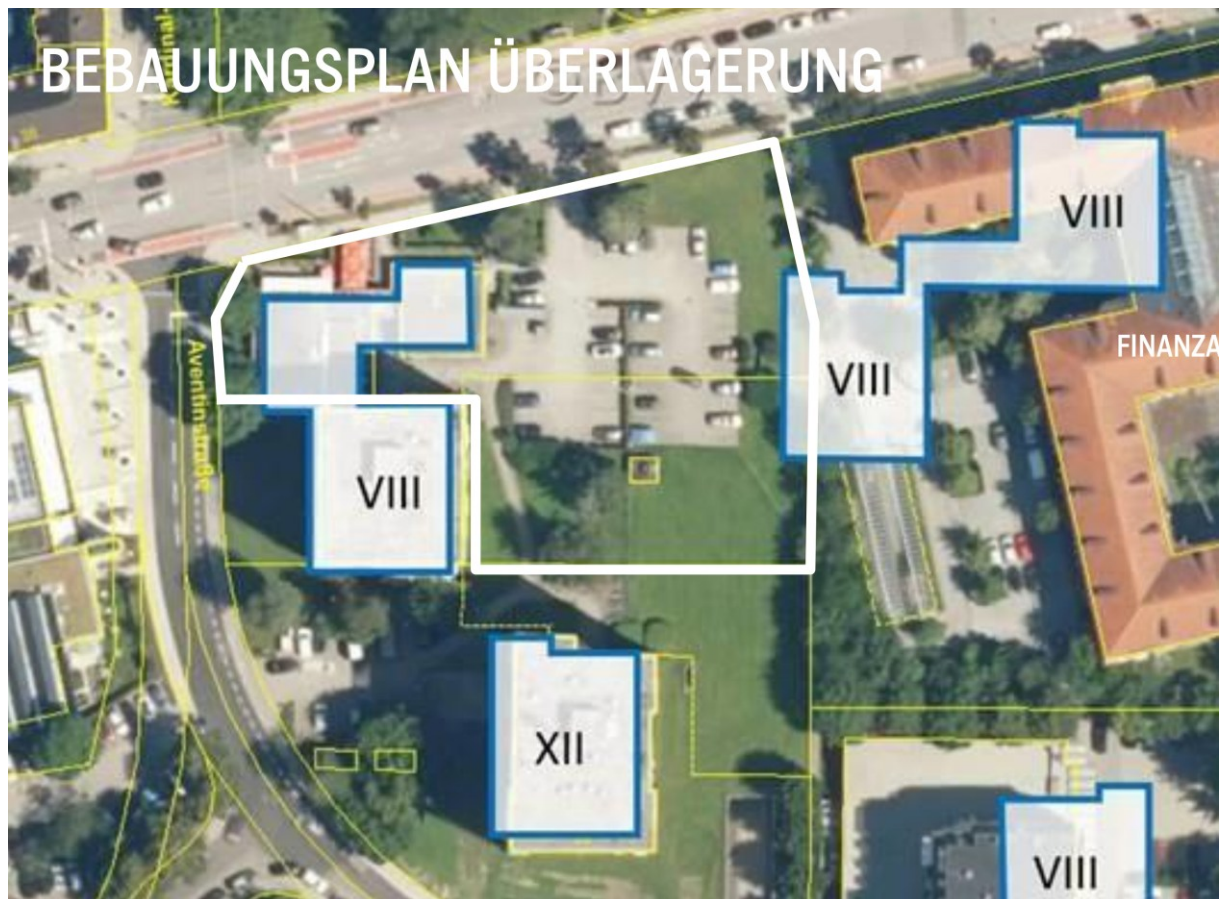 BEBAUUNGSPLAN ÜBERLAGERUNG
VIII
FINANZA
VIII
Aventinstraße
VIII
XII
VIII